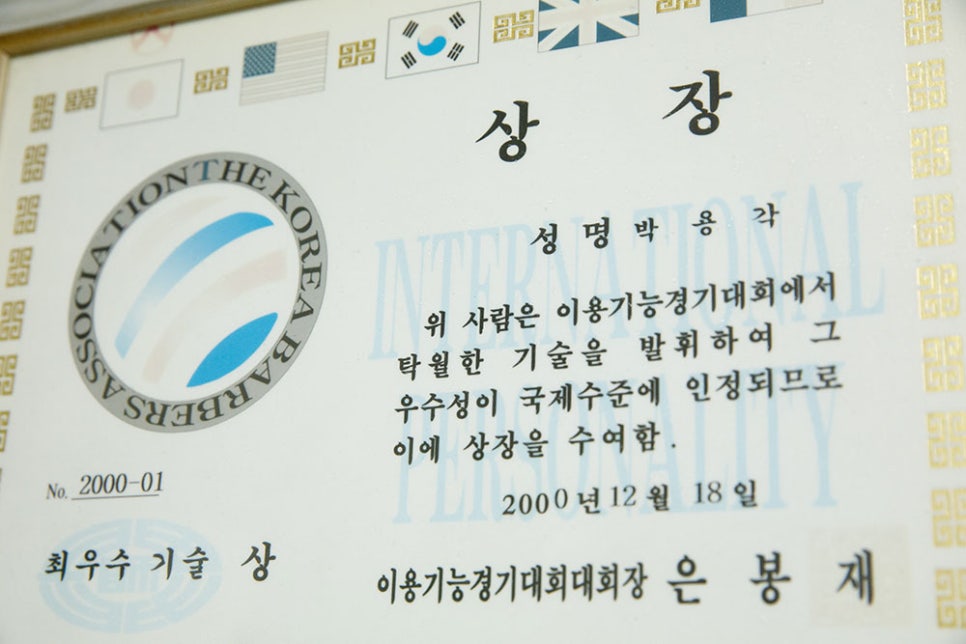 상 장
THE KOREA BARBERS ASSOCIATION
INTERNATIONAL
PERSONALITY
성 명 박 용 각
위 사람은 이용기능경기대회에서
탁월한 기술을 발휘하여 그
우수성이 국제수준에 인정되므로
이에 상장을 수여함.
2000년 12월 18일
No. 2000-01
최우수 기술 상
이용기능경기대회대회장 은 봉 재